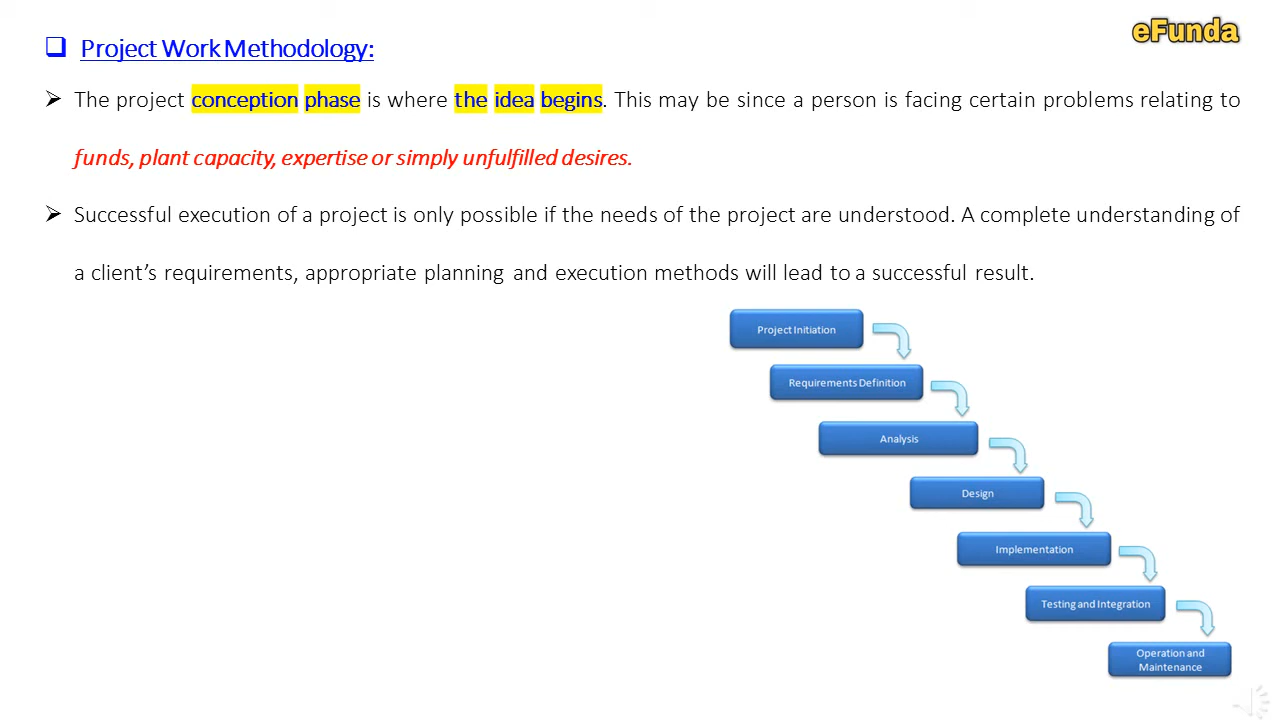 eFunda
Project Work Methodology:
The project conception phase is where the idea begins. This may be since a person is facing certain problems relating to
funds, plant capacity, expertise or simply unfulfilled desires.
Successful execution of a project is only possible if the needs of the project are understood. A complete understanding of
a client’s requirements, appropriate planning and execution methods will lead to a successful result.
Project Initiation
Requirements Definition
Analysis
Design
Implementation
Testing and Integration
Operation and
Maintenance